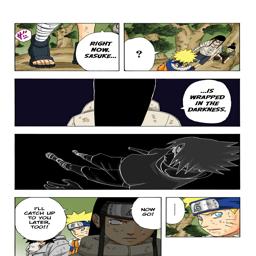 RIGHT
NOW,
SASUKE...
?
...IS
WRAPPED
IN THE
DARKNESS.
I'LL
CATCH UP
TO YOU
LATER,
TOO!!
NOW
GO!